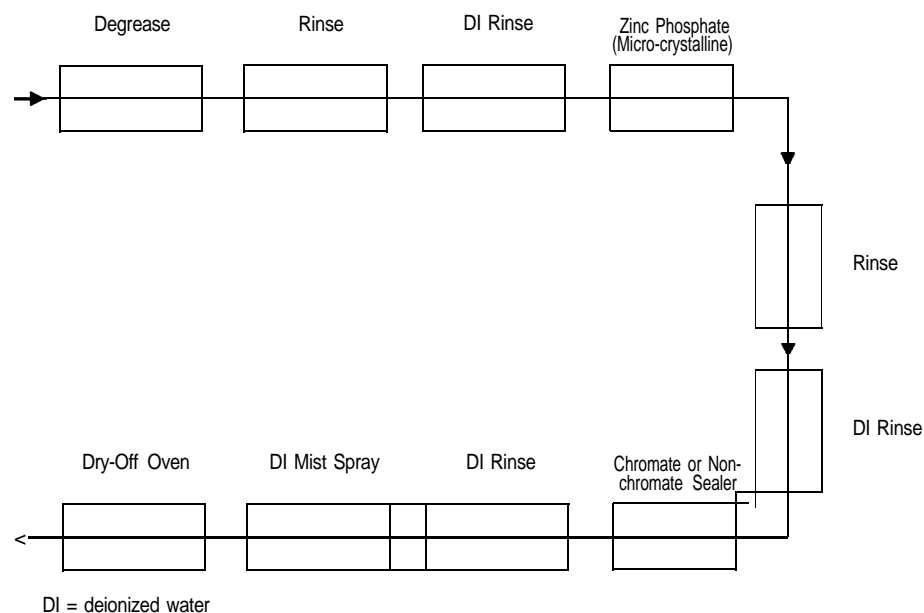 Degrease
Rinse
DI Rinse
Zinc Phosphate
(Micro-crystalline)
Rinse
DI Rinse
Chromate or Non-
chromate Sealer
DI Rinse
DI Mist Spray
Dry-Off Oven
DI = deionized water